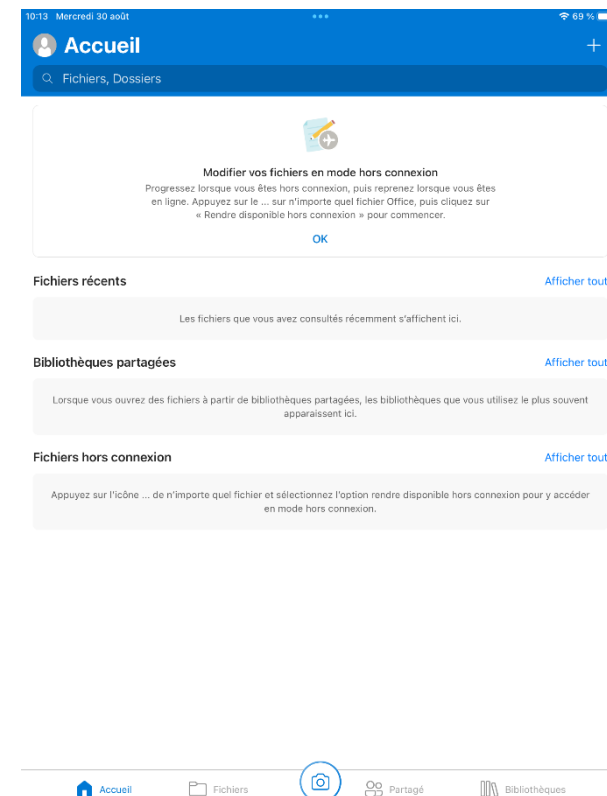 10:13 Mercredi 30 août
69 %
Accueil
Fichiers, Dossiers
Modifier vos fichiers en mode hors connexion
Progressez lorsque vous êtes hors connexion, puis reprenez lorsque vous êtes
en ligne. Appuyez sur le ... sur n'importe quel fichier Office, puis cliquez sur
« Rendre disponible hors connexion » pour commencer.
OK
Fichiers récents
Afficher tout
Les fichiers que vous avez consultés récemment s'affichent ici.
Bibliothèques partagées
Afficher tout
Lorsque vous ouvrez des fichiers à partir de bibliothèques partagées, les bibliothèques que vous utilisez le plus souvent
apparaissent ici.
Fichiers hors connexion
Afficher tout
Appuyez sur l'icône ... de n'importe quel fichier et sélectionnez l'option rendre disponible hors connexion pour y accéder
en mode hors connexion.
Accueil
Fichiers
Partagé
Bibliothèques